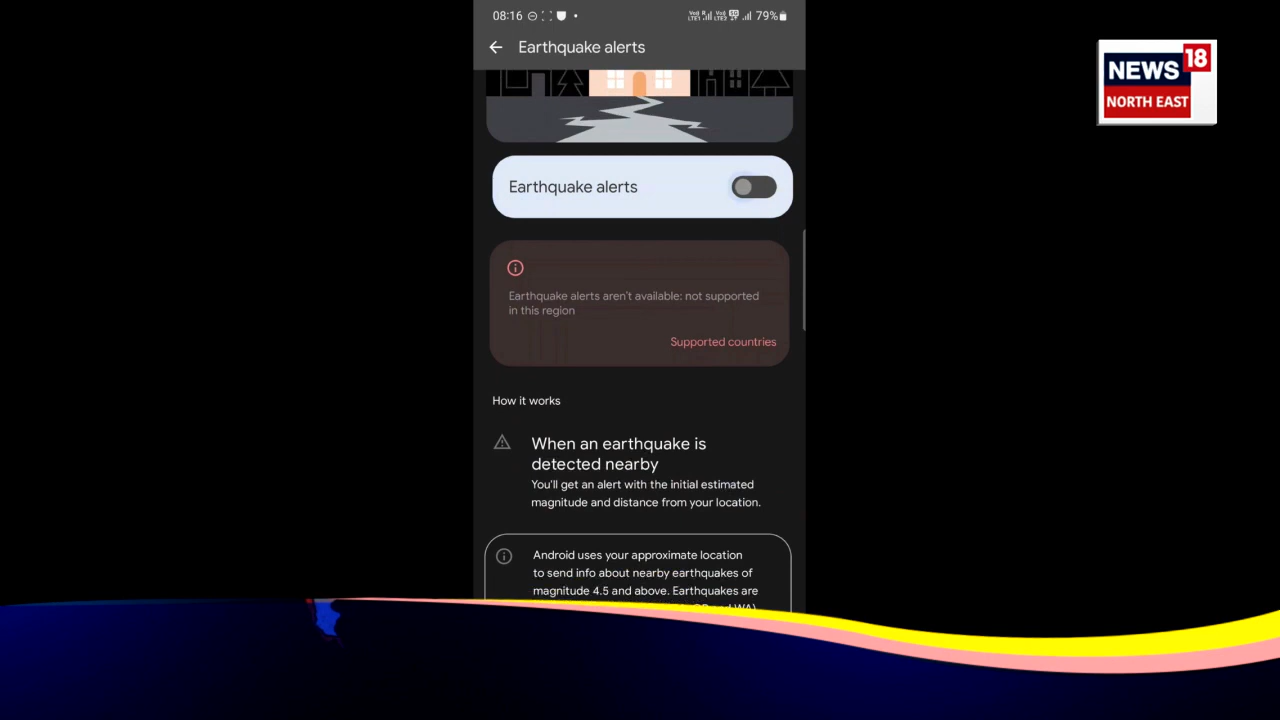 08:16
79%
Earthquake alerts
NEWS 18
NORTH EAST
Earthquake alerts
Earthquake alerts aren't available: not supported
in this region
Supported countries
How it works
When an earthquake is
detected nearby
You'll get an alert with the initial estimated
magnitude and distance from your location.
Android uses your approximate location
to send info about nearby earthquakes of
magnitude 4.5 and above. Earthquakes are